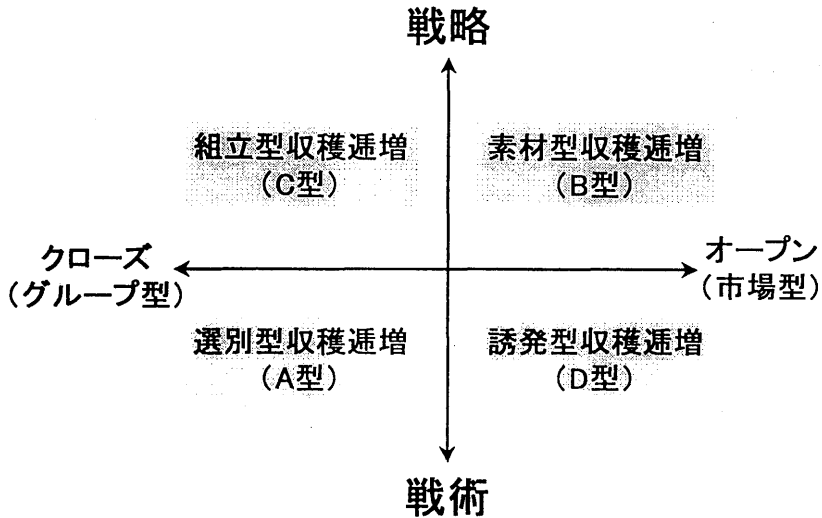 戦略
組立型収穫逓増
(C型)
素材型収穫逓増
(B型)
クローズ
(グループ型)
オープン
(市場型)
選別型収穫逓増
(A型)
誘発型収穫逓増
(D型)
戦術